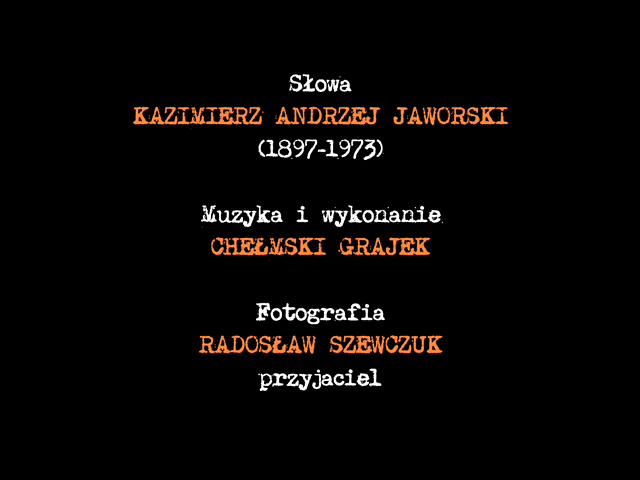 Słowa
KAZIMIERZ ANDRZEJ JAWORSKI
(1897-1973)
Muzyka i wykonanie
CHEŁMSKI GRAJEK
Fotografia
RADOSŁAW SZEWCZUK
przyjaciel